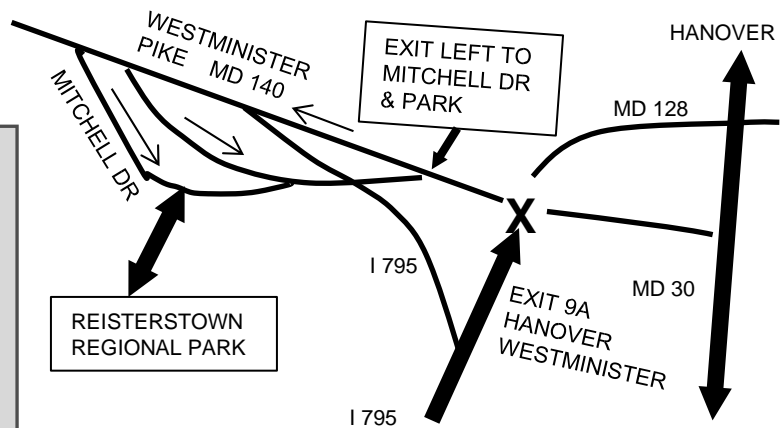 HANOVER
WESTMINISTER
PIKE MD 140
EXIT LEFT TO
MITCHELL DR
& PARK
MD 128
MITCHELL DR
X
I 795
MD 30
EXIT 9A
HANOVER
WESTMINISTER
REISTERSTOWN
REGIONAL PARK
I 795